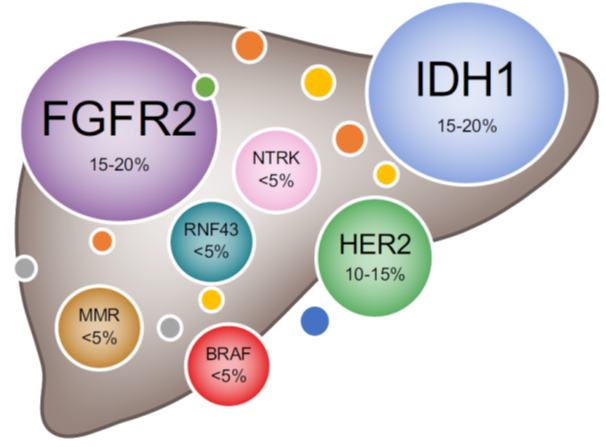 FGFR2
15-20%
IDH1
15-20%
NTRK
<5%
RNF43
<5%
HER2
10-15%
MMR
<5%
BRAF
<5%